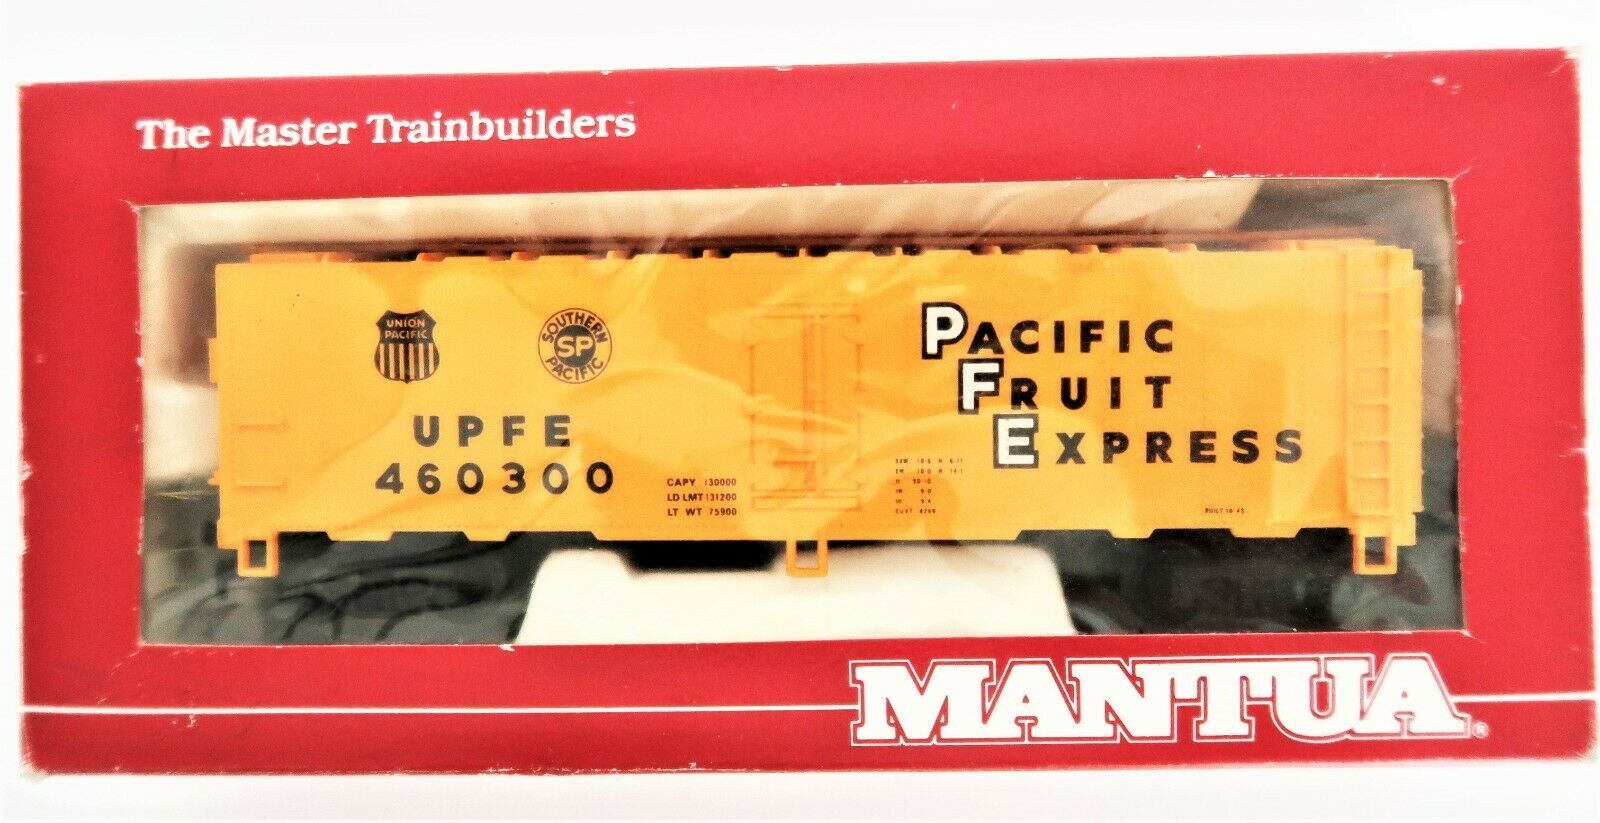 The Master Trainbuilders
UNION
PACIFIC
SOUTHERN
SP
PACIFIC
UPFE
460300
CAPY 130000
LD LMT 131200
LT WT 75900
PACIFIC
FRUIT
EXPRESS
MANTUA®